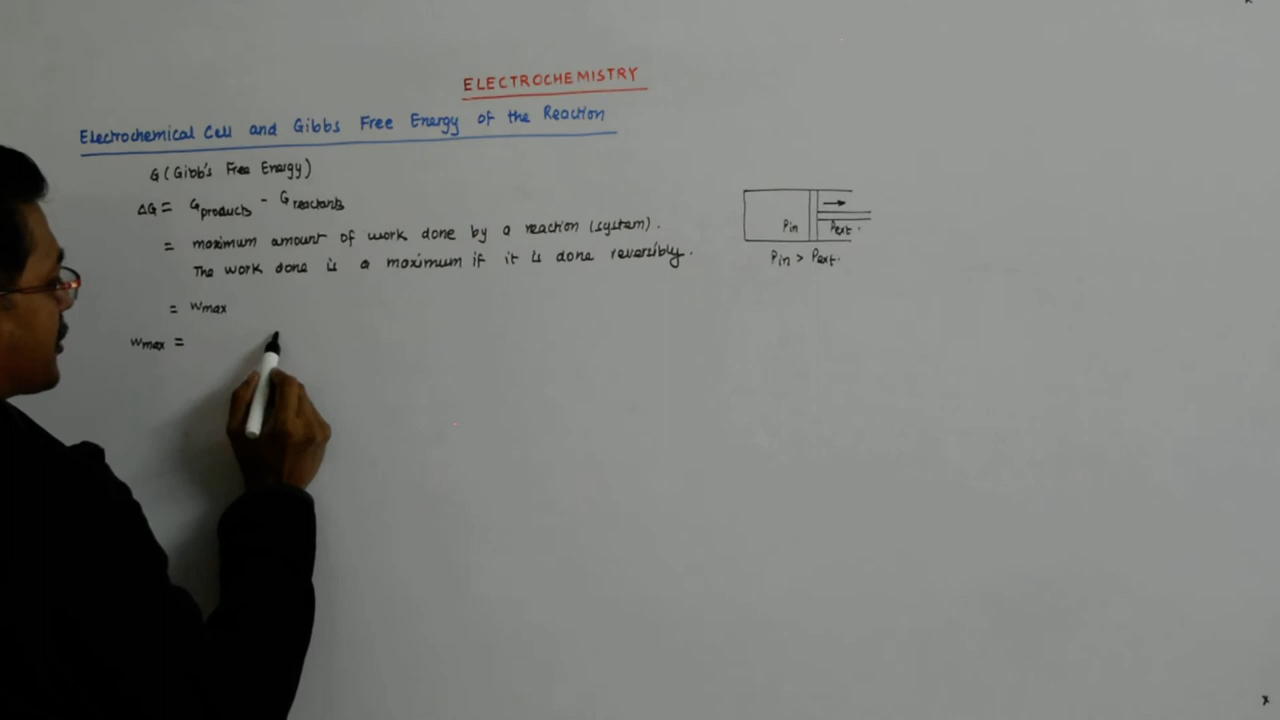 ELECTROCHEMISTRY
Electrochemical Cell and Gibbs Free Energy of the Reaction
G (Gibb's Free Energy)
ΔG = Gproducts - Greactants
= maximum amount of work done by a reaction (system).
The work done is a maximum if it is done reversibly.
= Wmax
Wmax =
Pin Pext.
Pin > Pext.
x